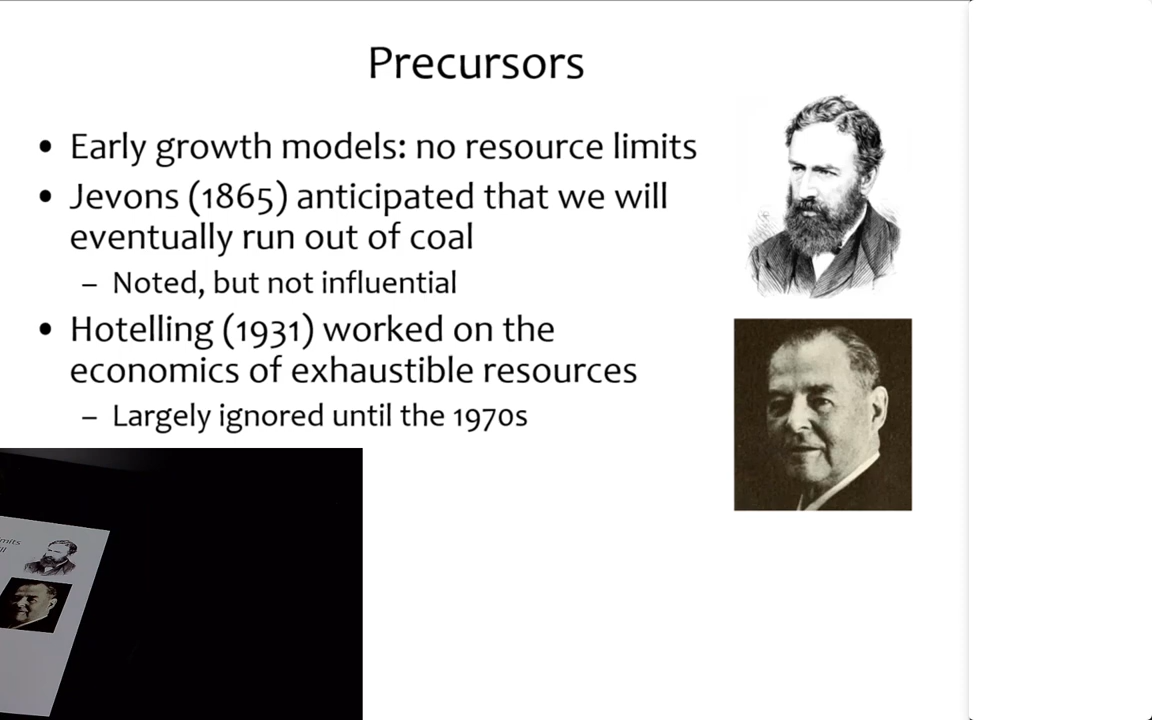 Precursors
• Early growth models: no resource limits
• Jevons (1865) anticipated that we will
eventually run out of coal
– Noted, but not influential
• Hotelling (1931) worked on the
economics of exhaustible resources
– Largely ignored until the 1970s